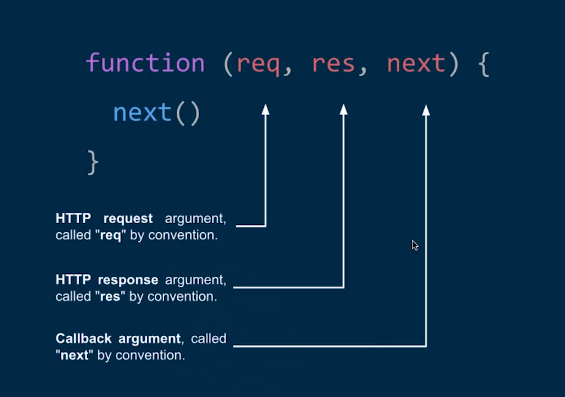 function (req, res, next) {
next()
}
HTTP request argument,
called "req" by convention.
HTTP response argument,
called "res" by convention.
Callback argument, called
"next" by convention.